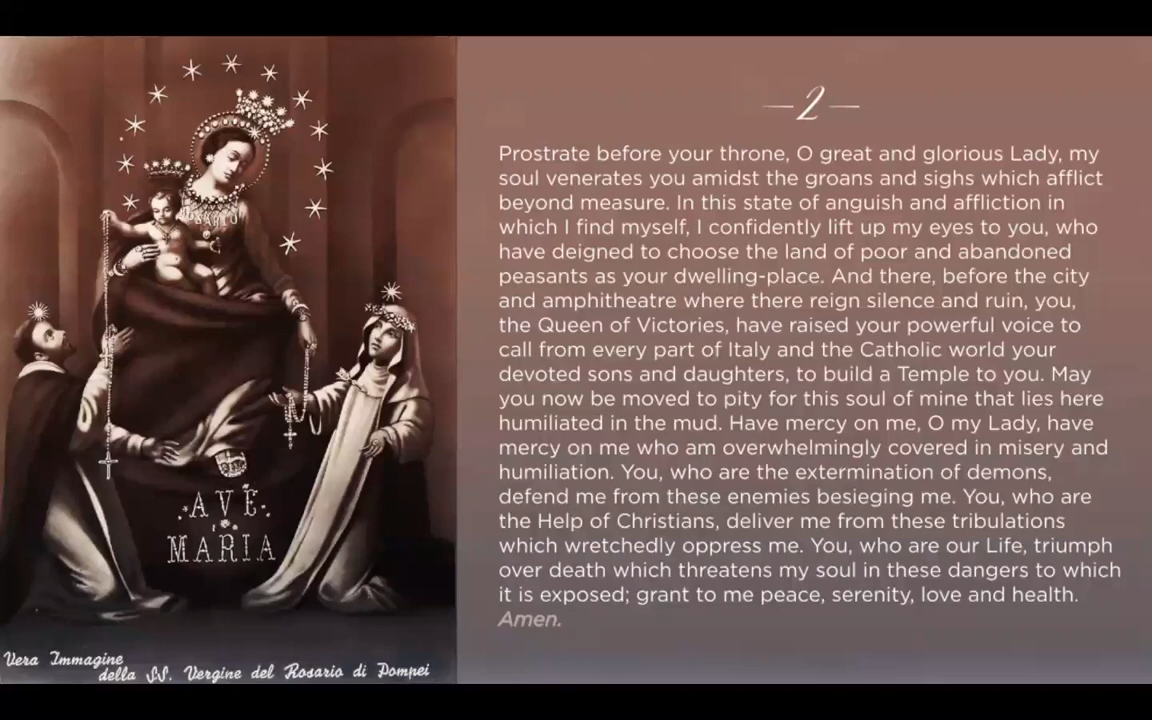 —2—
Prostrate before your throne, O great and glorious Lady, my
soul venerates you amidst the groans and sighs which afflict
beyond measure. In this state of anguish and affliction in
which I find myself, I confidently lift up my eyes to you, who
have deigned to choose the land of poor and abandoned
peasants as your dwelling-place. And there, before the city
and amphitheatre where there reign silence and ruin, you,
the Queen of Victories, have raised your powerful voice to
call from every part of Italy and the Catholic world your
devoted sons and daughters, to build a Temple to you. May
you now be moved to pity for this soul of mine that lies here
humiliated in the mud. Have mercy on me, O my Lady, have
mercy on me who am overwhelmingly covered in misery and
humiliation. You, who are the extermination of demons,
defend me from these enemies besieging me. You, who are
the Help of Christians, deliver me from these tribulations
which wretchedly oppress me. You, who are our Life, triumph
over death which threatens my soul in these dangers to which
it is exposed; grant to me peace, serenity, love and health.
Amen.
AVE
MARIA
Vera Immagine
della SS. Vergine del Rosario di Pompei